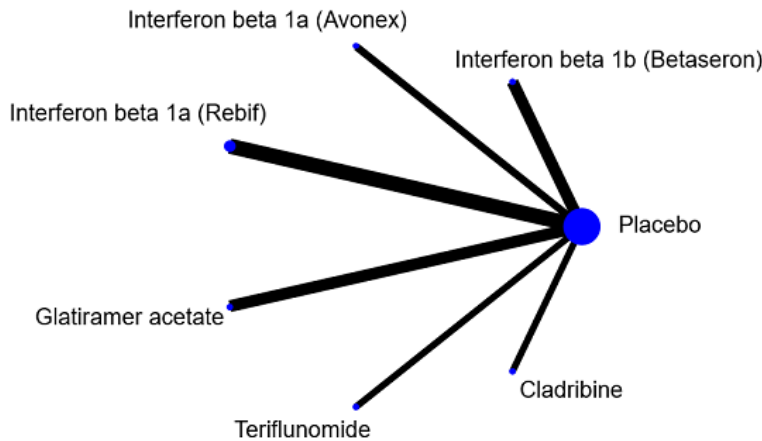 Interferon beta 1a (Avonex)
Interferon beta 1b (Betaseron)
Interferon beta 1a (Rebif)
Placebo
Glatiramer acetate
Cladribine
Teriflunomide